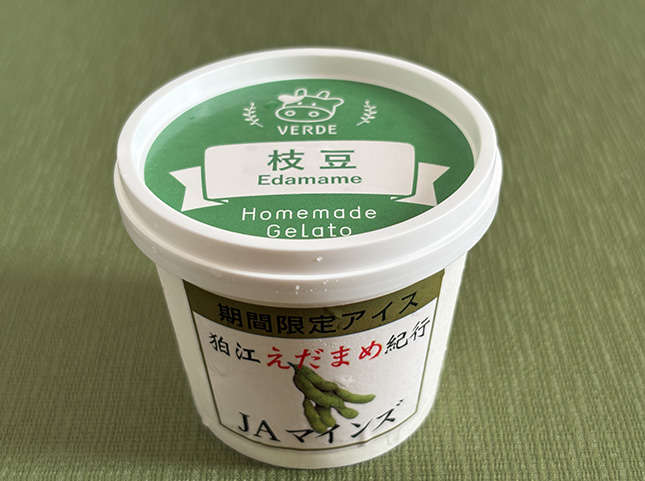 VERDE
枝豆
Edamame
Homemade
Gelato
期間限定アイス
狛江えだまめ紀行
JAマインズ